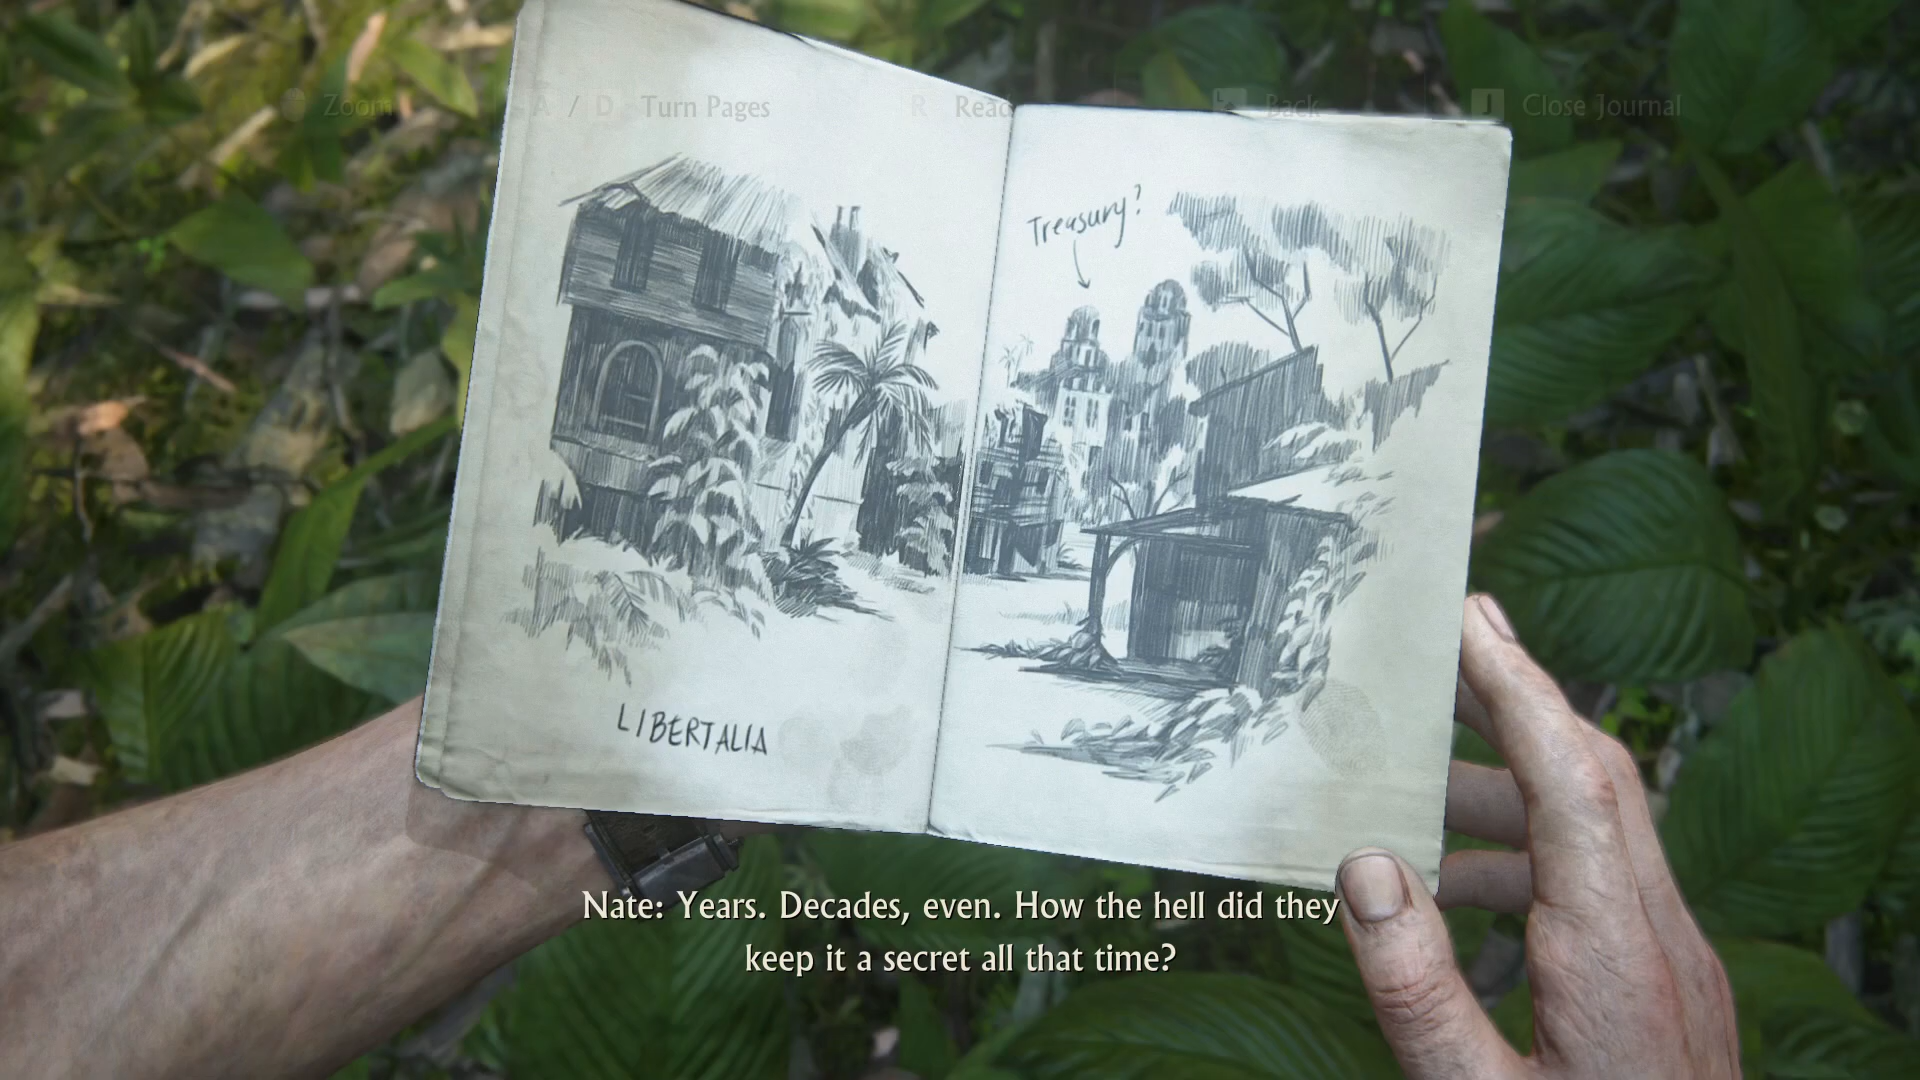 Zoom A / D Turn Pages R Read Back J Close Journal
Treasury?
LIBERTALIA
Nate: Years. Decades, even. How the hell did they
keep it a secret all that time?